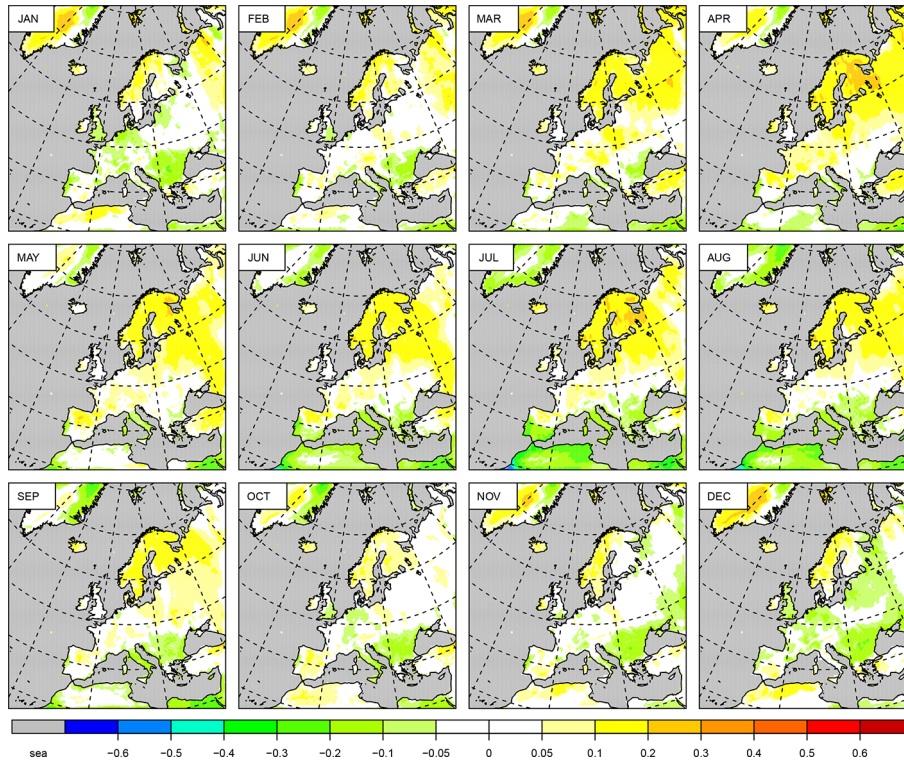 JAN FEB MAR APR
MAY JUN JUL AUG
SEP OCT NOV DEC
sea −0.6 −0.5 −0.4 −0.3 −0.2 −0.1 −0.05 0 0.05 0.1 0.2 0.3 0.4 0.5 0.6